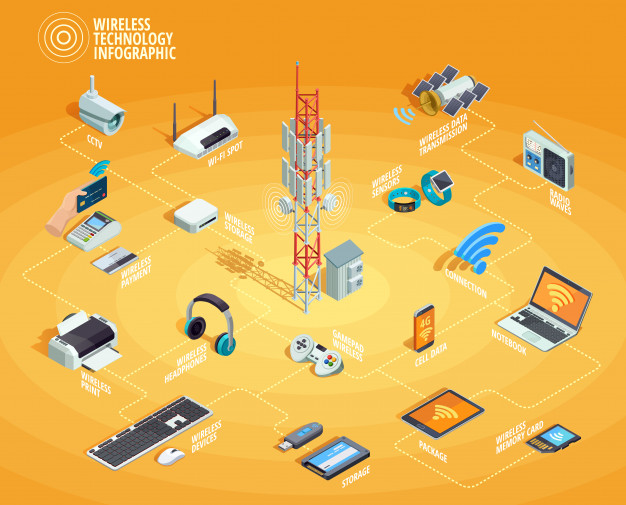 WIRELESS
TECHNOLOGY
INFOGRAPHIC
CCTV
WI-FI SPOT
WIRELESS DATA
TRANSMISSION
RADIO
WAVES
WIRELESS
SENSORS
WIRELESS
STORAGE
WIRELESS
PAYMENT
CONNECTION
WIRELESS
PRINT
WIRELESS
HEADPHONES
GAMEPAD
WIRELESS
4G
CELL DATA
NOTEBOOK
WIRELESS
DEVICES
STORAGE
PACKAGE
WIRELESS
MEMORY CARD